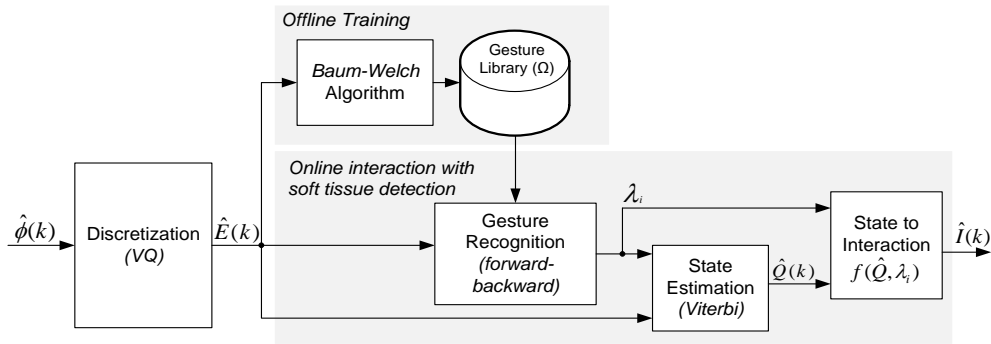 Offline Training
Baum-Welch
Algorithm
Gesture
Library (Ω)
Online interaction with
soft tissue detection
ϕ̂(k)
Discretization
(VQ)
Ê(k)
Gesture
Recognition
(forward-
backward)
λ̂ᵢ
State
Estimation
(Viterbi)
Q̂(k)
State to
Interaction
f(Q̂, λᵢ)
Î(k)